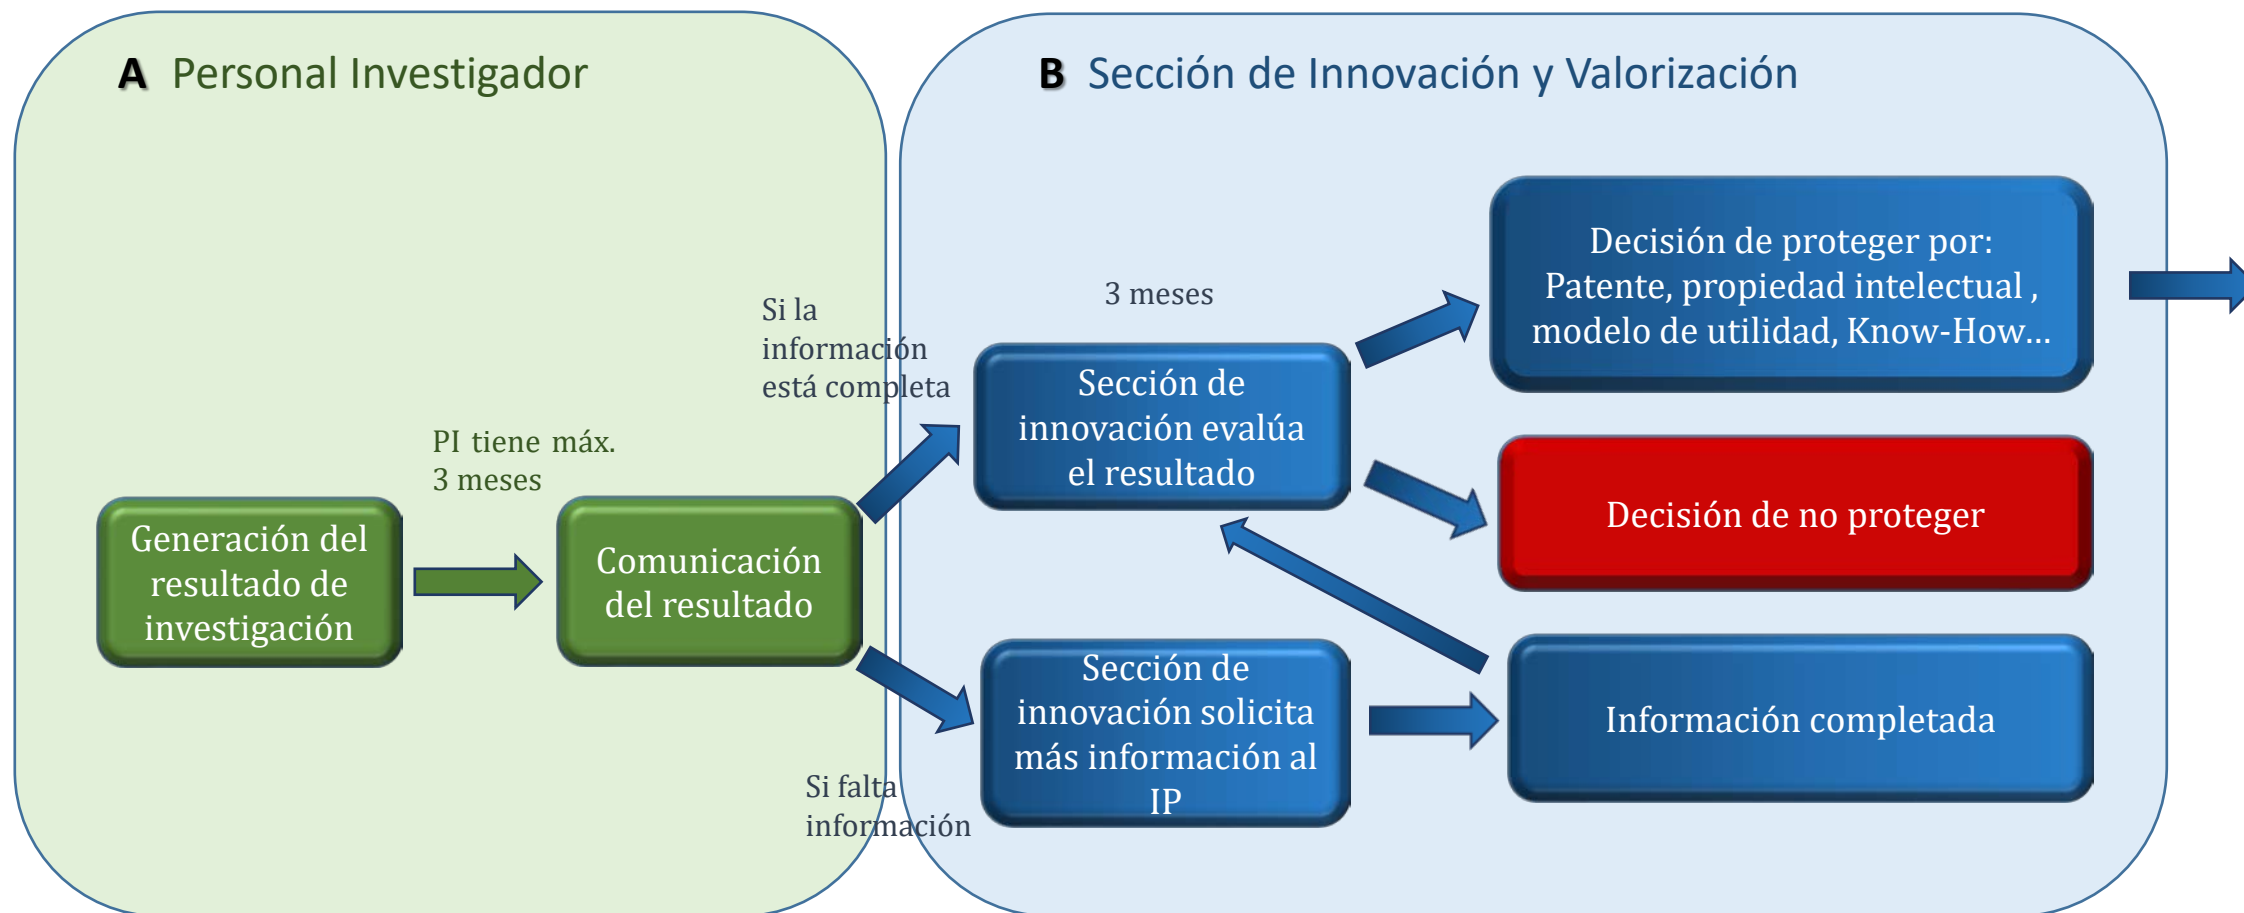 A Personal Investigador
PI tiene máx.
3 meses
Generación del
resultado de
investigación
Comunicación
del resultado
Si la
información
está completa
Si falta
información
B Sección de Innovación y Valorización
3 meses
Sección de
innovación evalúa
el resultado
Sección de
innovación solicita
más información al
IP
Decisión de proteger por:
Patente, propiedad intelectual ,
modelo de utilidad, Know-How...
Decisión de no proteger
Información completada